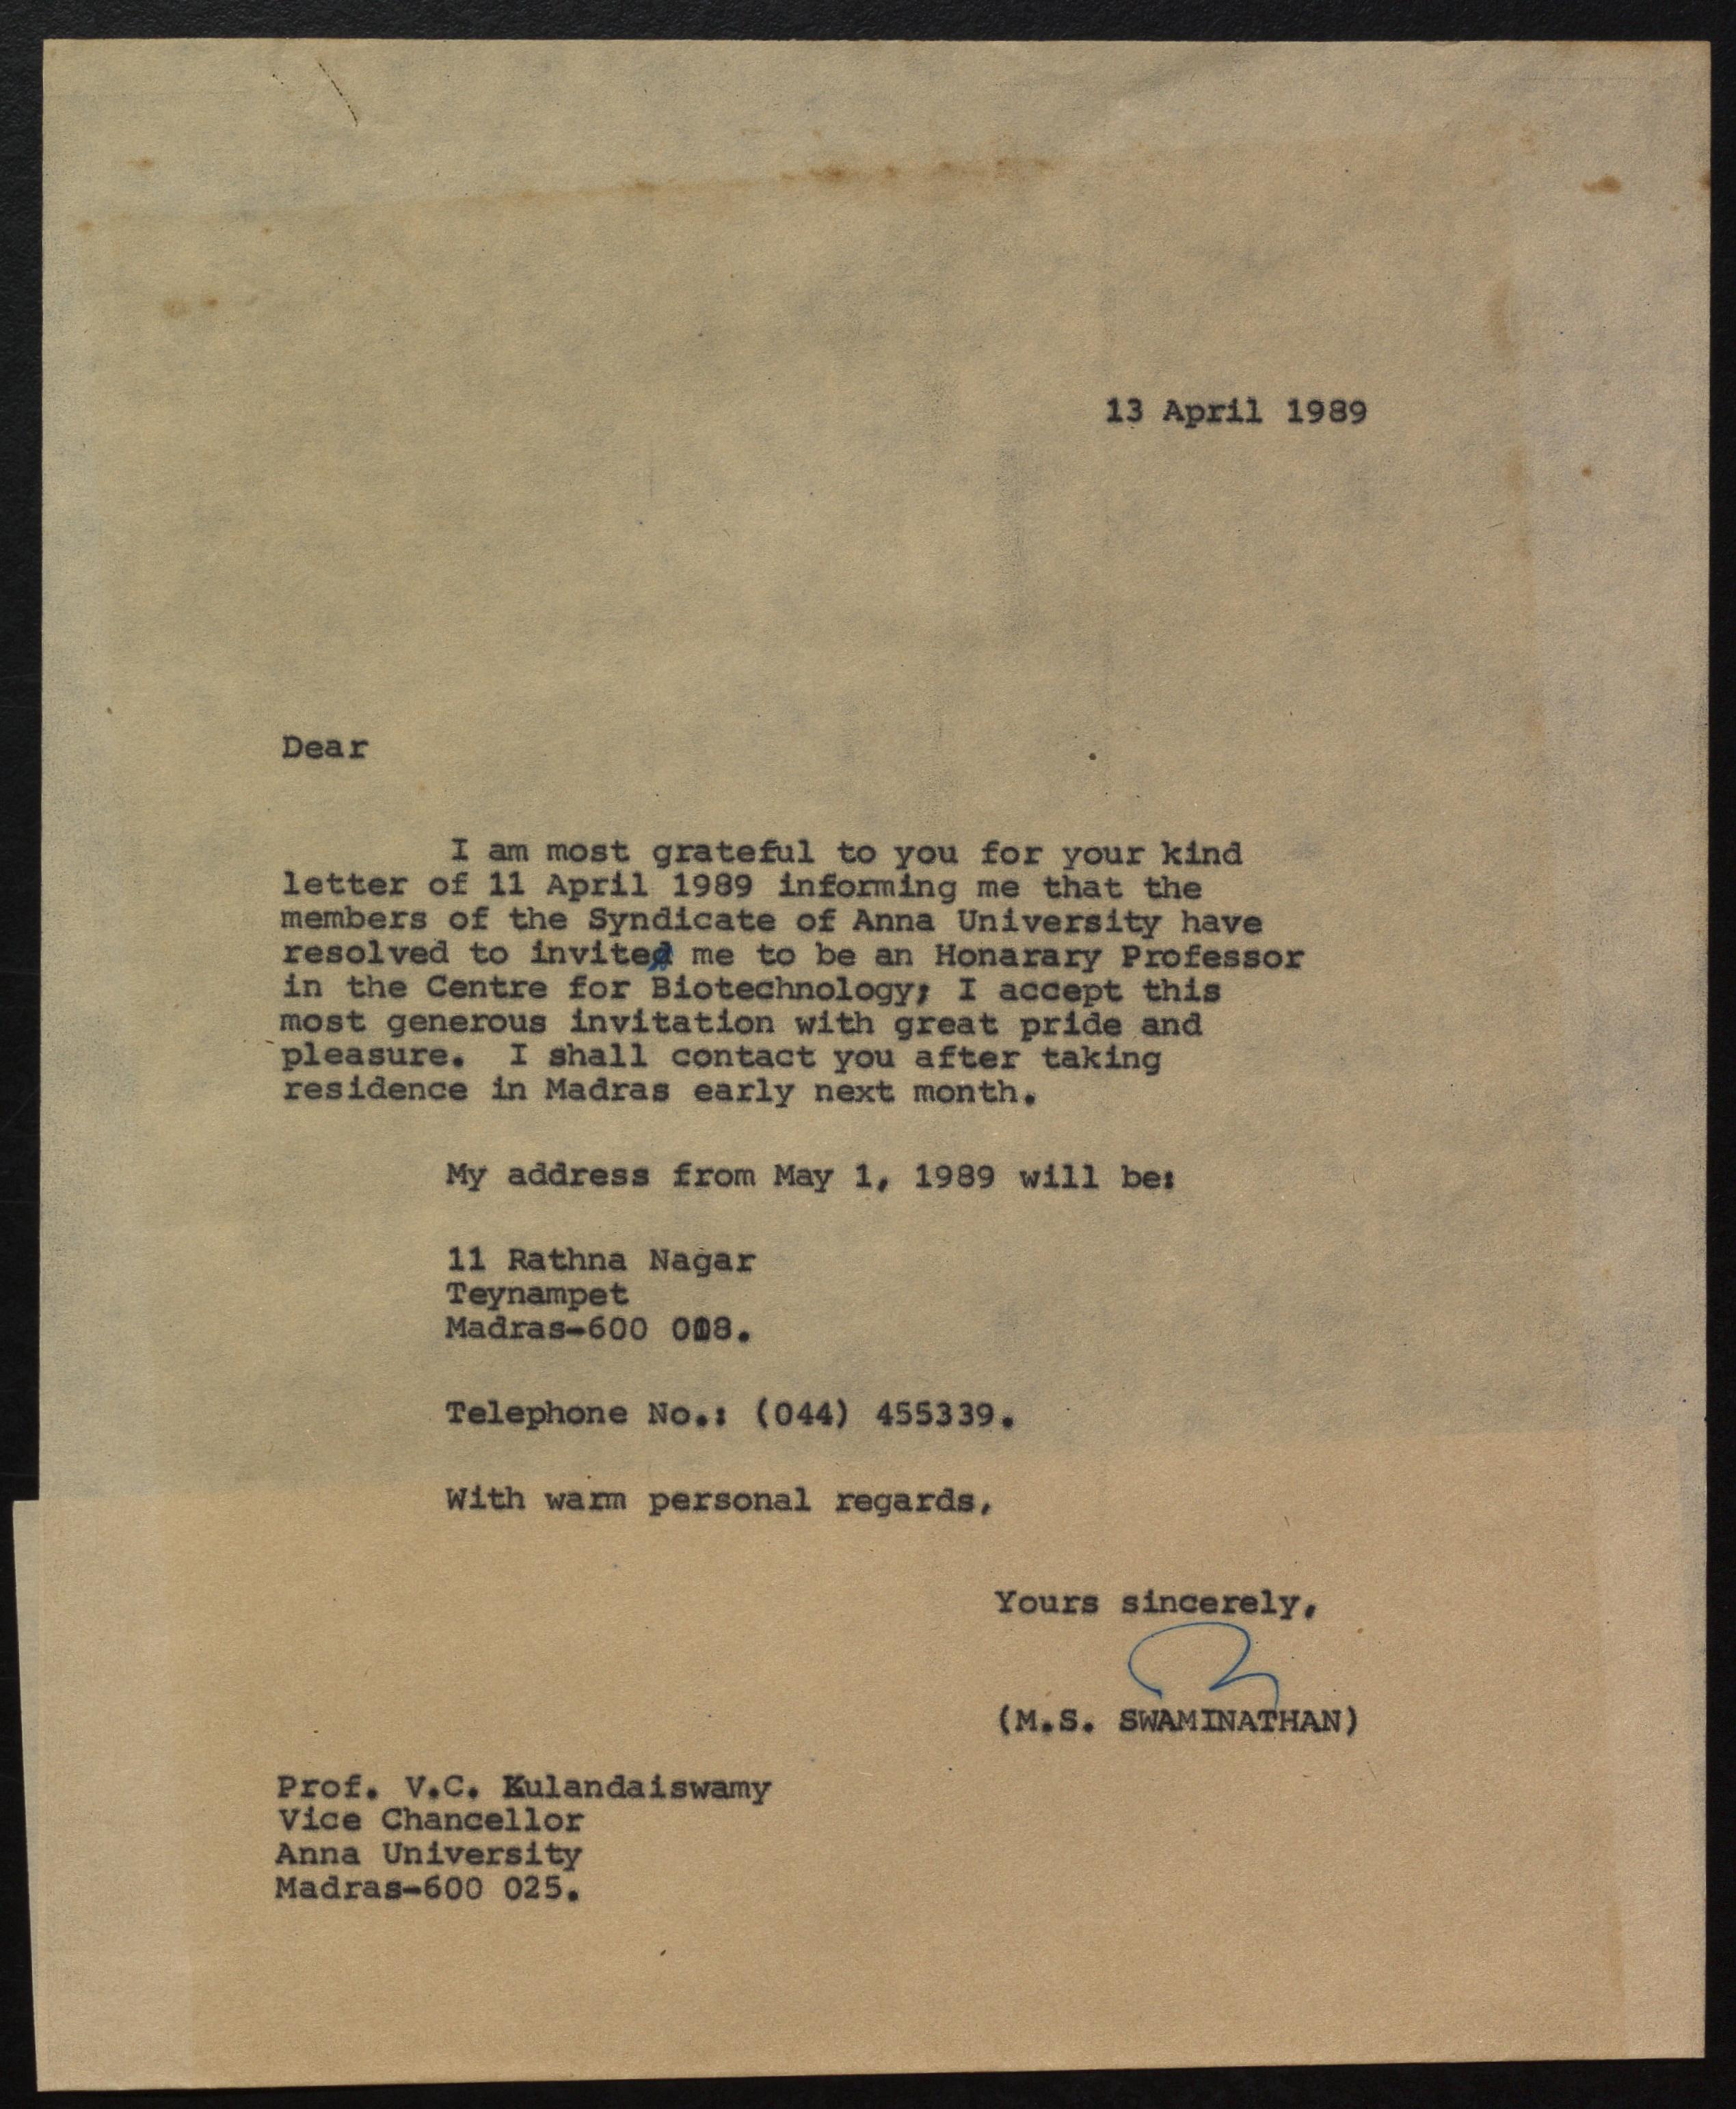 13 April 1989
Dear
I am most grateful to you for your kind
letter of 11 April 1989 informing me that the
members of the Syndicate of Anna University have
resolved to invite me to be an Honarary Professor
in the Centre for Biotechnology; I accept this
most generous invitation with great pride and
pleasure. I shall contact you after taking
residence in Madras early next month.
My address from May 1, 1989 will be:
11 Rathna Nagar
Teynampet
Madras-600 018.
Telephone No.: (044) 455339.
With warm personal regards,
Yours sincerely,
(M.S. SWAMINATHAN)
Prof. V.C. Kulandaiswamy
Vice Chancellor
Anna University
Madras-600 025.